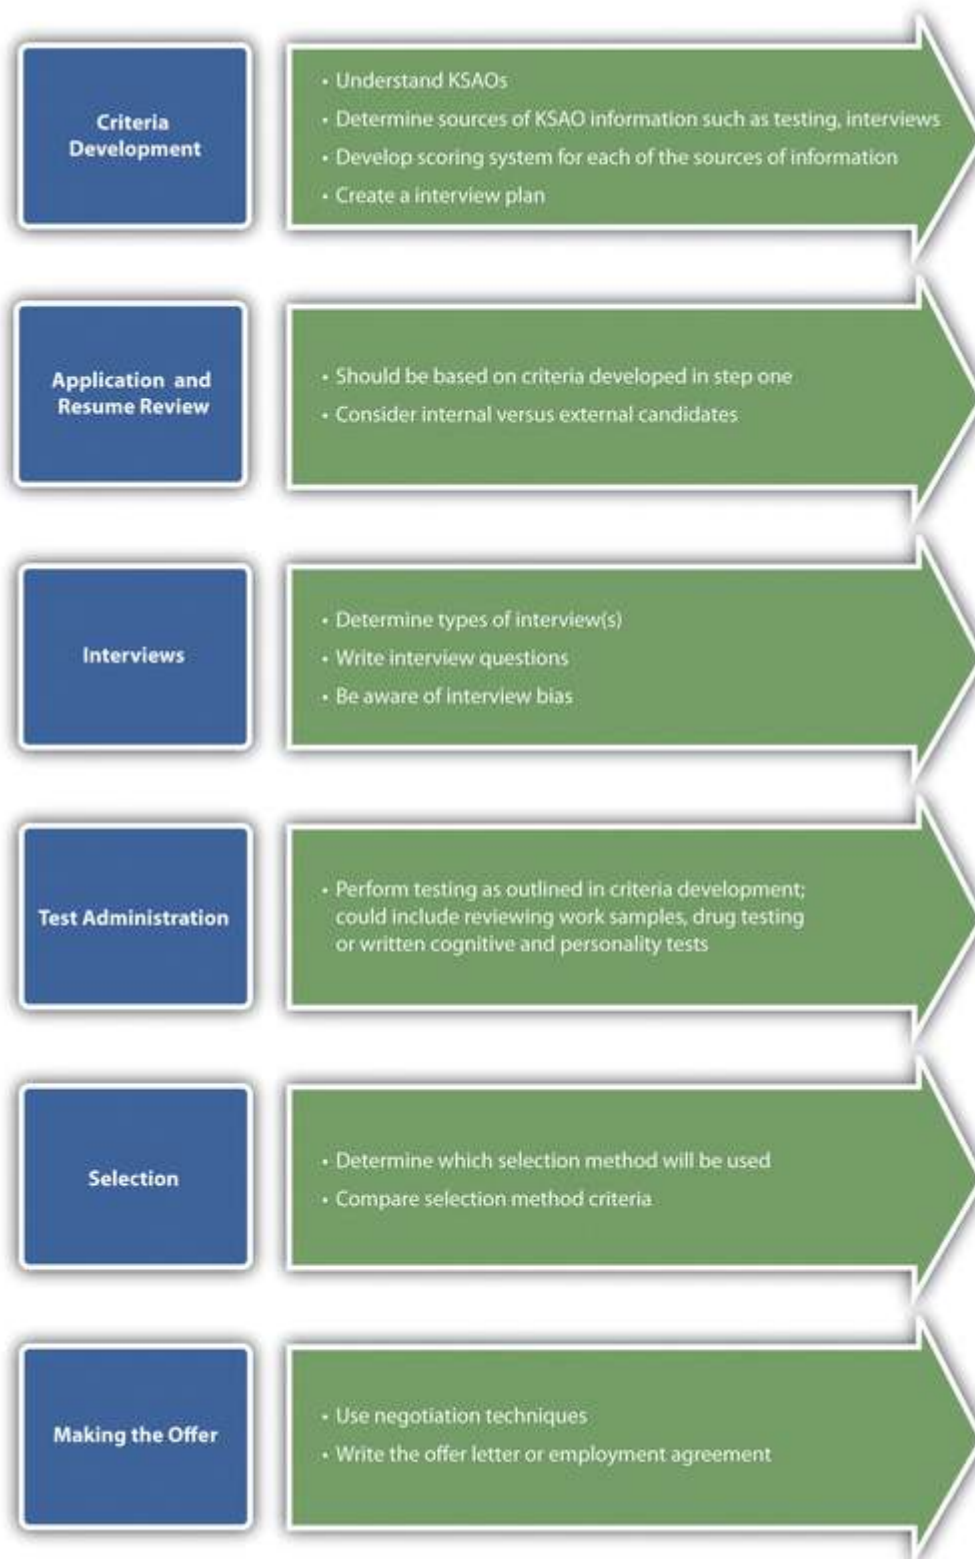 Criteria
Development
• Understand KSAOs
• Determine sources of KSAO information such as testing, interviews
• Develop scoring system for each of the sources of information
• Create a interview plan
Application and
Resume Review
• Should be based on criteria developed in step one
• Consider internal versus external candidates
Interviews
• Determine types of interview(s)
• Write interview questions
• Be aware of interview bias
Test Administration
• Perform testing as outlined in criteria development;
could include reviewing work samples, drug testing
or written cognitive and personality tests
Selection
• Determine which selection method will be used
• Compare selection method criteria
Making the Offer
• Use negotiation techniques
• Write the offer letter or employment agreement